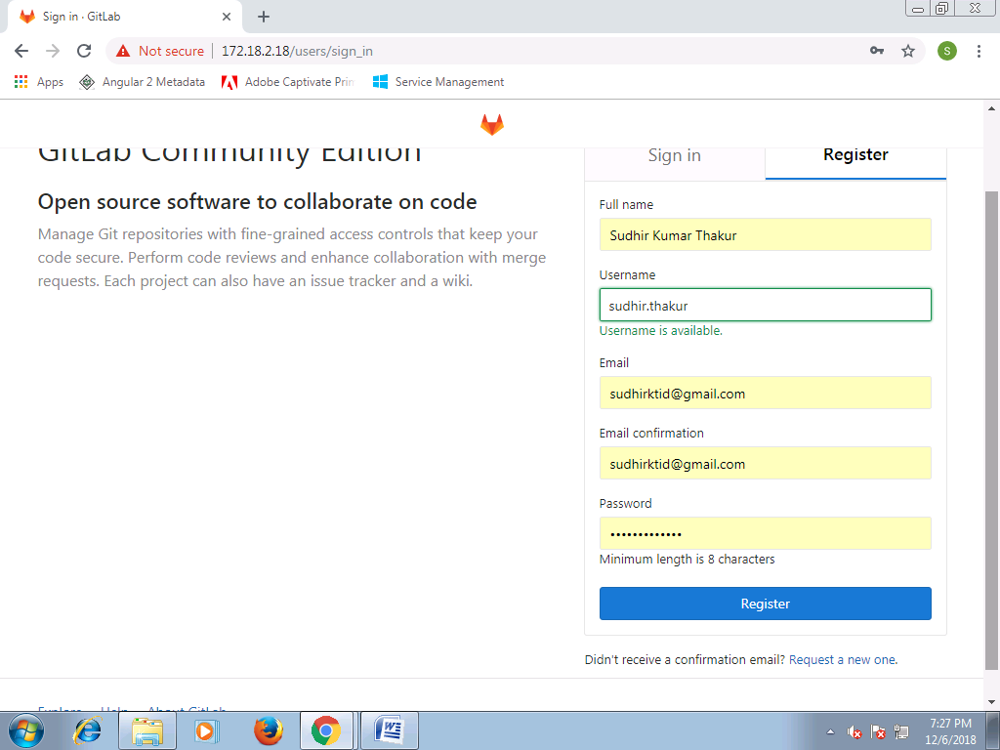 Sign in · GitLab
Not secure
172.18.2.18/users/sign_in
S
Apps
Angular 2 Metadata
Adobe Captivate Prim
Service Management
GitLab Community Edition
Open source software to collaborate on code
Manage Git repositories with fine-grained access controls that keep your
code secure. Perform code reviews and enhance collaboration with merge
requests. Each project can also have an issue tracker and a wiki.
Sign in
Register
Full name
Sudhir Kumar Thakur
Username
sudhir.thakur
Username is available.
Email
sudhirktid@gmail.com
Email confirmation
sudhirktid@gmail.com
Password
•••••••••••••
Minimum length is 8 characters
Register
Didn't receive a confirmation email? Request a new one.
Explore Help About GitLab
7:27 PM
12/6/2018